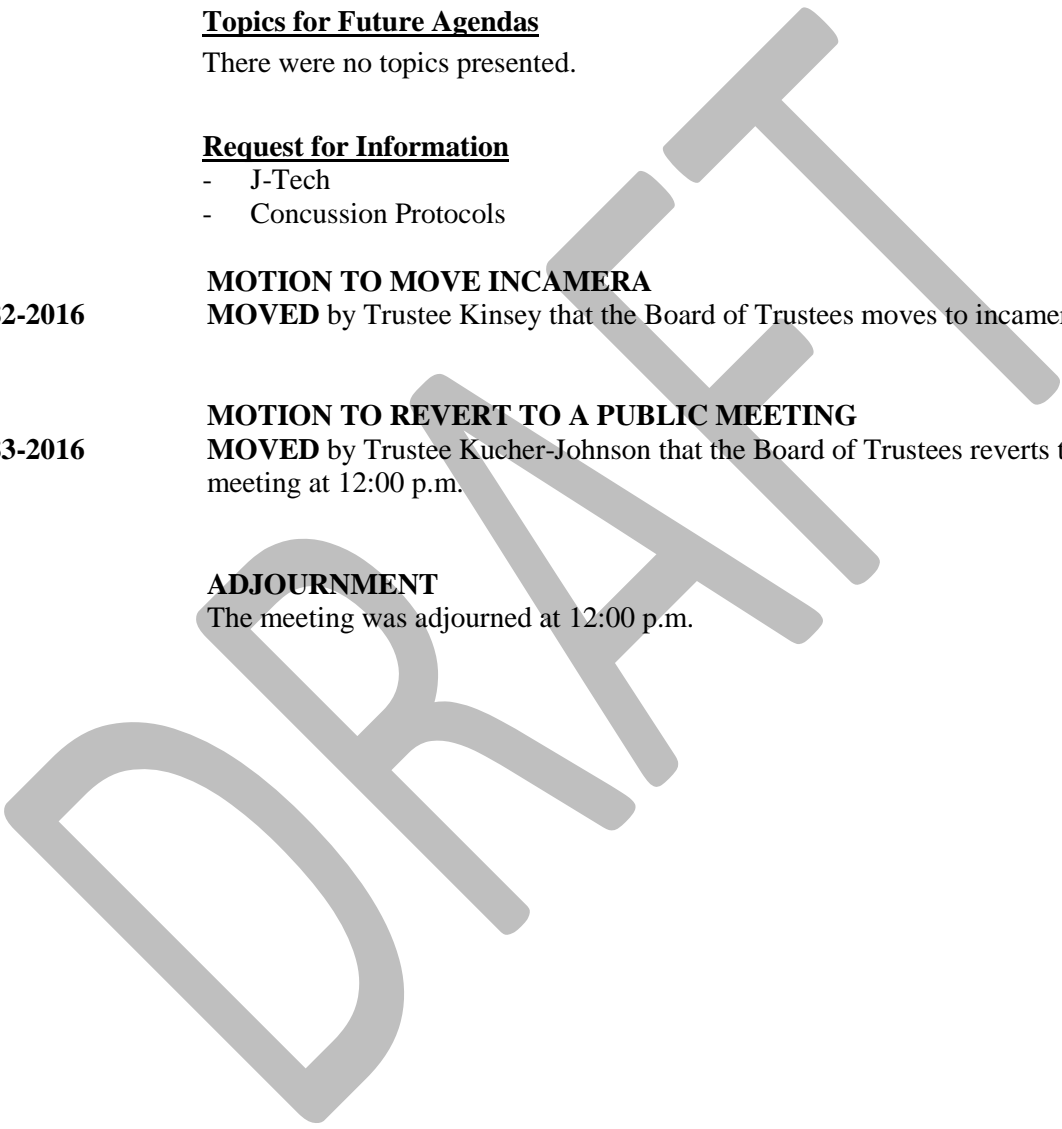 Topics for Future Agendas
There were no topics presented.
Request for Information
- J-Tech
- Concussion Protocols
MOTION TO MOVE INCAMERA
2-2016 MOVED by Trustee Kinsey that the Board of Trustees moves to
MOTION TO REVERT TO A PUBLIC MEETING
3-2016 MOVED by Trustee Kucher-Johnson that the Board of Trustees reverts
meeting at 12:00 p.m.
ADJOURNMENT
The meeting was adjourned at 12:00 p.m.
DRAFT